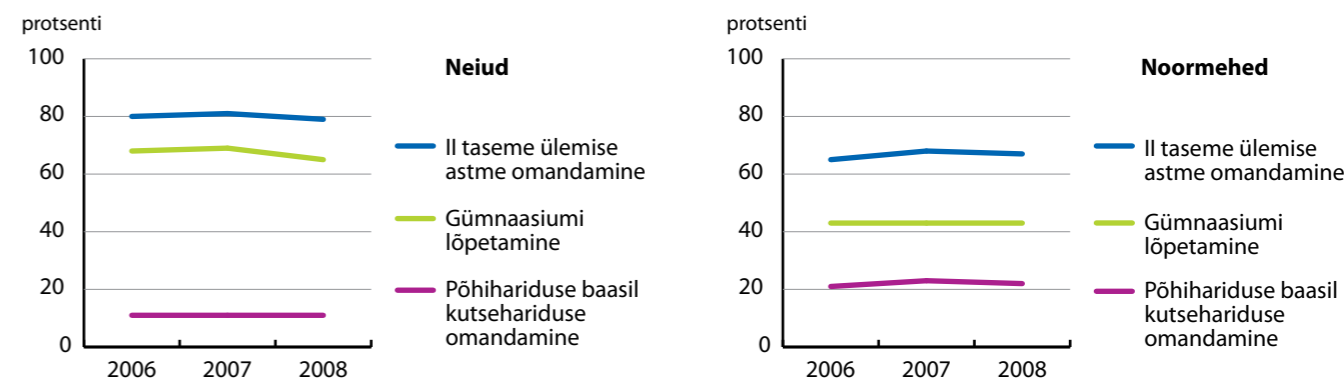 protsenti
100
80
60
40
20
0
2006 2007 2008
Neiud
II taseme ülemise
astme omandamine
Gümnaasiumi
lõpetamine
Põhihariduse baasil
kutsehariduse
omandamine
protsenti
100
80
60
40
20
0
2006 2007 2008
Noormehed
II taseme ülemise
astme omandamine
Gümnaasiumi
lõpetamine
Põhihariduse baasil
kutsehariduse
omandamine